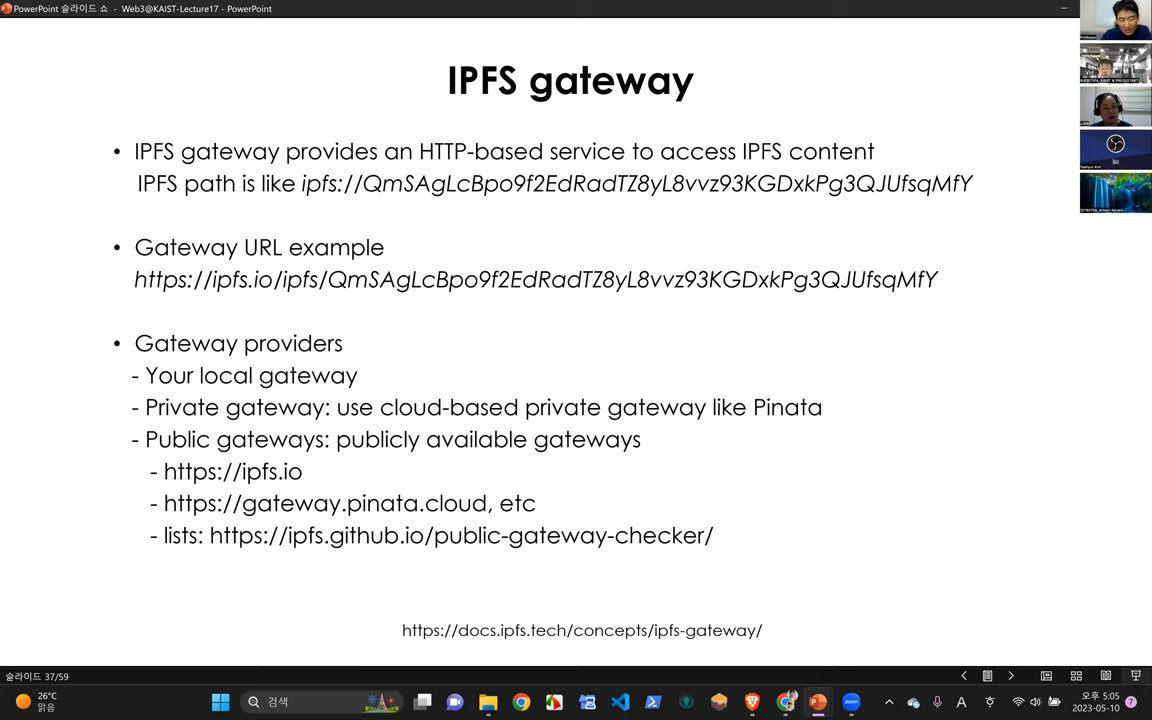 PowerPoint 슬라이드 쇼 - Web3@KAIST-Lecture17 - PowerPoint
IPFS gateway
• IPFS gateway provides an HTTP-based service to access IPFS content
IPFS path is like ipfs://QmSAgLcBpo9f2EdRadTZ8yL8vvz93KGDxkPg3QJUfsqMfY
• Gateway URL example
https://ipfs.io/ipfs/QmSAgLcBpo9f2EdRadTZ8yL8vvz93KGDxkPg3QJUfsqMfY
• Gateway providers
- Your local gateway
- Private gateway: use cloud-based private gateway like Pinata
- Public gateways: publicly available gateways
- https://ipfs.io
- https://gateway.pinata.cloud, etc
- lists: https://ipfs.github.io/public-gateway-checker/
https://docs.ipfs.tech/concepts/ipfs-gateway/
슬라이드 37/59
26°C
맑음
검색
zoom
A
오후 5:05
2023-05-10
7